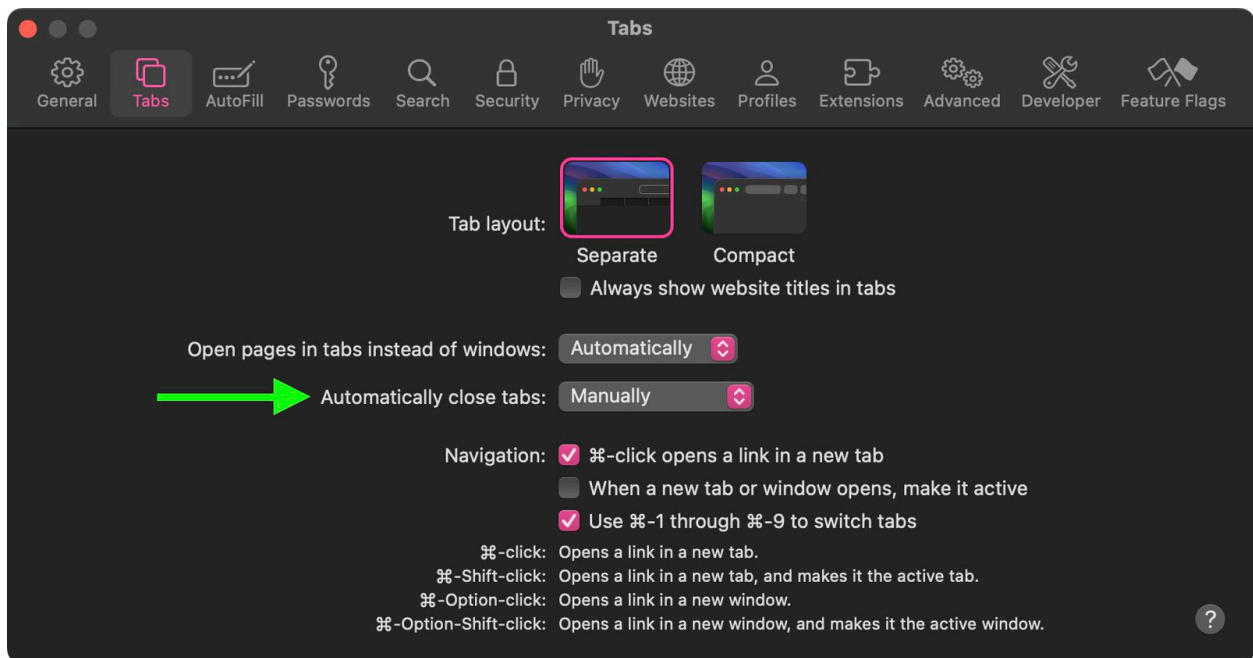 Tabs
General Tabs AutoFill Passwords Search Security Privacy Websites Profiles Extensions Advanced Developer Feature Flags
Tab layout:
Separate Compact
Always show website titles in tabs
Open pages in tabs instead of windows: Automatically
Automatically close tabs: Manually
Navigation: ⌘-click opens a link in a new tab
When a new tab or window opens, make it active
Use ⌘-1 through ⌘-9 to switch tabs
⌘-click: Opens a link in a new tab.
⌘-Shift-click: Opens a link in a new tab, and makes it the active tab.
⌘-Option-click: Opens a link in a new window.
⌘-Option-Shift-click: Opens a link in a new window, and makes it the active window.
?